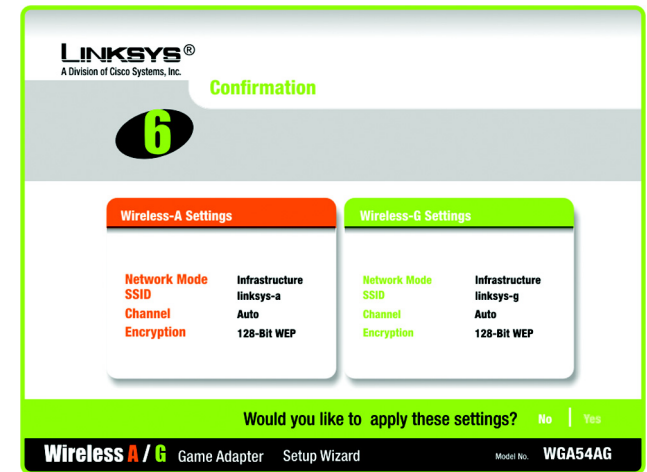 LINKSYS®
A Division of Cisco Systems, Inc.
Confirmation
6
Wireless-A Settings
Network Mode Infrastructure
SSID linksys-a
Channel Auto
Encryption 128-Bit WEP
Wireless-G Settings
Network Mode Infrastructure
SSID linksys-g
Channel Auto
Encryption 128-Bit WEP
Would you like to apply these settings? No Yes
Wireless A / G Game Adapter Setup Wizard Model No. WGA54AG